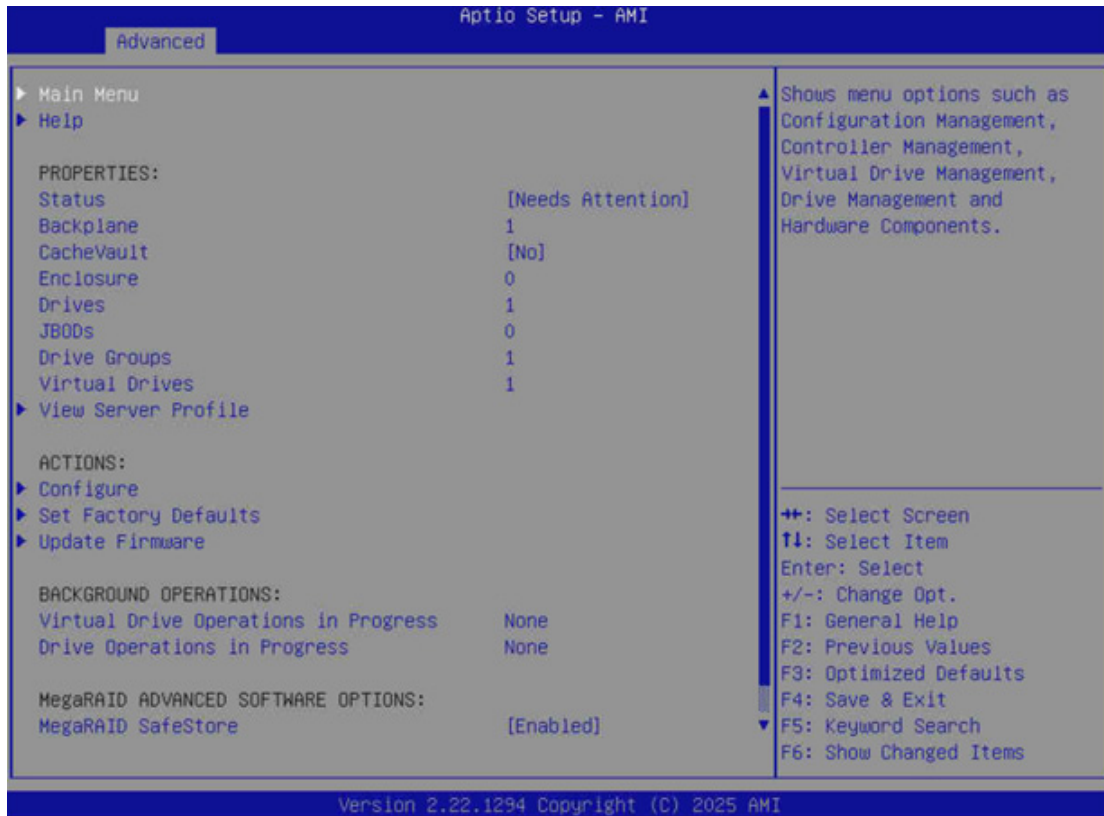 Aptio Setup – AMI
Advanced
Main Menu
Help
PROPERTIES:
Status [Needs Attention]
Backplane 1
CacheVault [No]
Enclosure 0
Drives 1
JBODs 0
Drive Groups 1
Virtual Drives 1
View Server Profile
ACTIONS:
Configure
Set Factory Defaults
Update Firmware
BACKGROUND OPERATIONS:
Virtual Drive Operations in Progress None
Drive Operations in Progress None
MegaRAID ADVANCED SOFTWARE OPTIONS:
MegaRAID SafeStore [Enabled]
Shows menu options such as
Configuration Management,
Controller Management,
Virtual Drive Management,
Drive Management and
Hardware Components.
→←: Select Screen
↑↓: Select Item
Enter: Select
+/-: Change Opt.
F1: General Help
F2: Previous Values
F3: Optimized Defaults
F4: Save & Exit
F5: Keyword Search
F6: Show Changed Items
Version 2.22.1294 Copyright (C) 2025 AMI